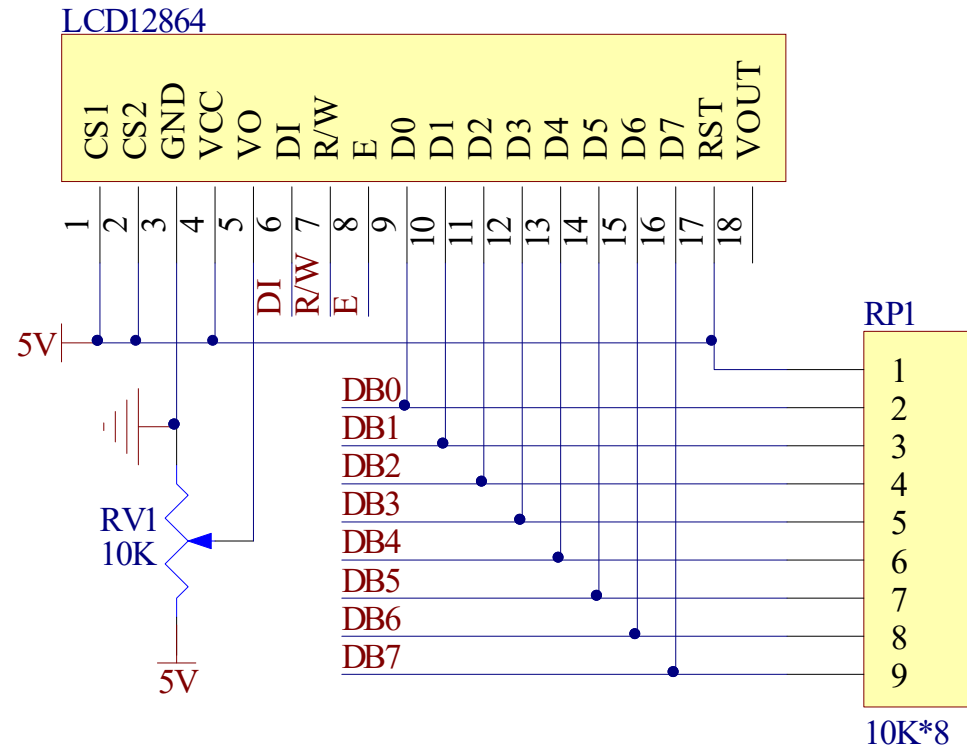 LCD12864
CS1 CS2 GND VCC VO DI R/W E D0 D1 D2 D3 D4 D5 D6 D7 RST VOUT
1 2 3 4 5 6 7 8 9 10 11 12 13 14 15 16 17 18
DI R/W E
5V
RP1
1
DB0 2
DB1 3
DB2 4
DB3 5
DB4 6
DB5 7
DB6 8
DB7 9
RV1
10K
5V
10K*8